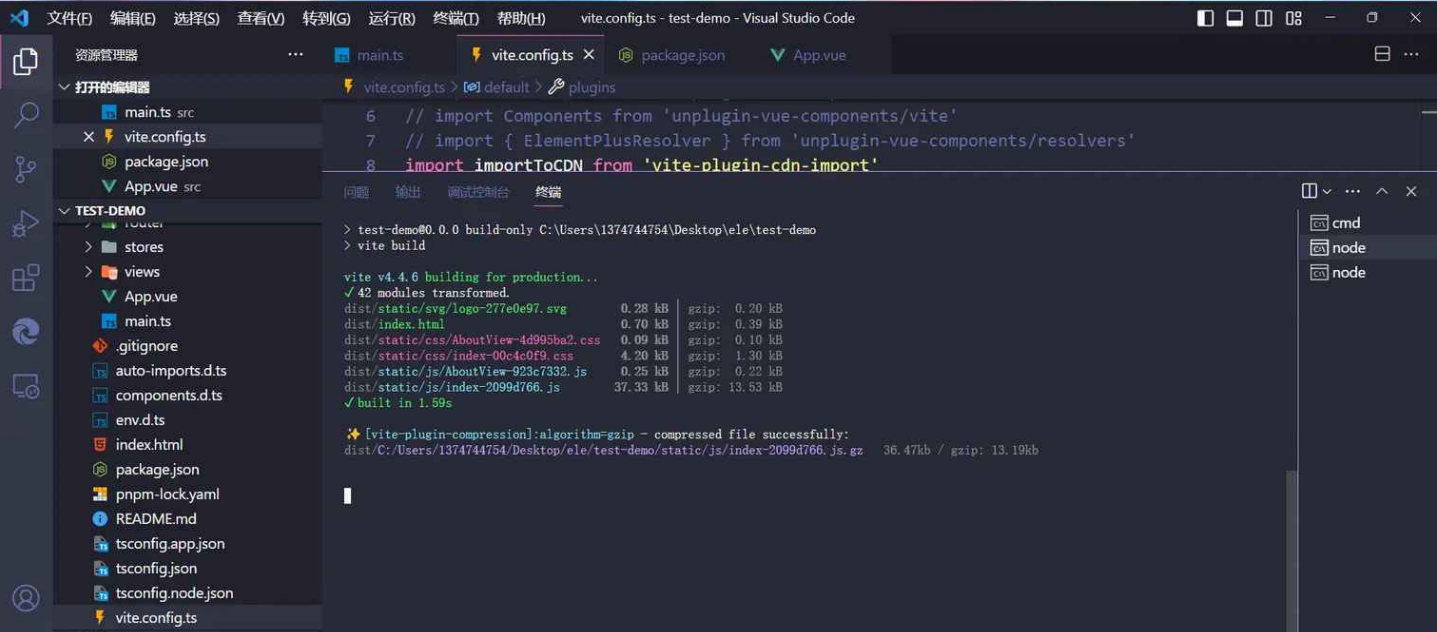 文件(F) 编辑(E) 选择(S) 查看(V) 转到(G) 运行(R) 终端(T) 帮助(H) vite.config.ts - test-demo - Visual Studio Code
资源管理器 ···
main.ts vite.config.ts package.json App.vue
打开的编辑器
main.ts src
vite.config.ts
package.json
App.vue src
TEST-DEMO
router
stores
views
App.vue
main.ts
.gitignore
auto-imports.d.ts
components.d.ts
env.d.ts
index.html
package.json
pnpm-lock.yaml
README.md
tsconfig.app.json
tsconfig.json
tsconfig.node.json
vite.config.ts
vite.config.ts > default > plugins
6 // import Components from 'unplugin-vue-components/vite'
7 // import { ElementPlusResolver } from 'unplugin-vue-components/resolvers'
8 import importToCDN from 'vite-plugin-cdn-import'
问题 输出 调试控制台 终端
> test-demo@0.0.0 build-only C:\Users\1374744754\Desktop\ele\test-demo
> vite build
vite v4.4.6 building for production...
✓ 42 modules transformed.
dist/static/svg/logo-277e0e97.svg 0.28 kB │ gzip: 0.20 kB
dist/index.html 0.70 kB │ gzip: 0.39 kB
dist/static/css/AboutView-4d995ba2.css 0.09 kB │ gzip: 0.10 kB
dist/static/css/index-00c4c0f9.css 4.20 kB │ gzip: 1.30 kB
dist/static/js/AboutView-923c7332.js 0.25 kB │ gzip: 0.22 kB
dist/static/js/index-2099d766.js 37.33 kB │ gzip: 13.53 kB
✓ built in 1.59s
✨ [vite-plugin-compression]:algorithm=gzip - compressed file successfully:
dist/C:/Users/1374744754/Desktop/ele/test-demo/static/js/index-2099d766.js.gz 36.47kb / gzip: 13.19kb
cmd
node
node